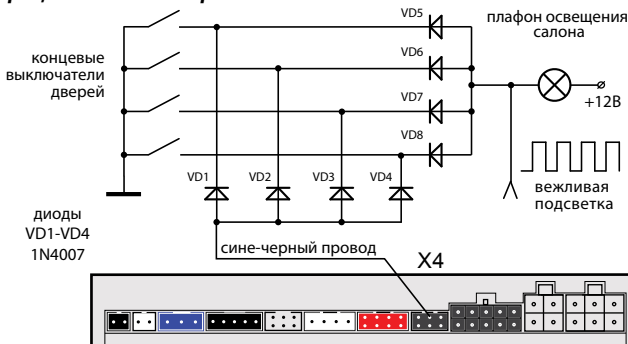 VD5
плафон освещения
салона
VD6
концевые
выключатели
дверей
+12В
VD7
VD8
VD1 VD2 VD3 VD4
вежливая
подсветка
диоды
VD1-VD4
1N4007
сине-черный провод
X4